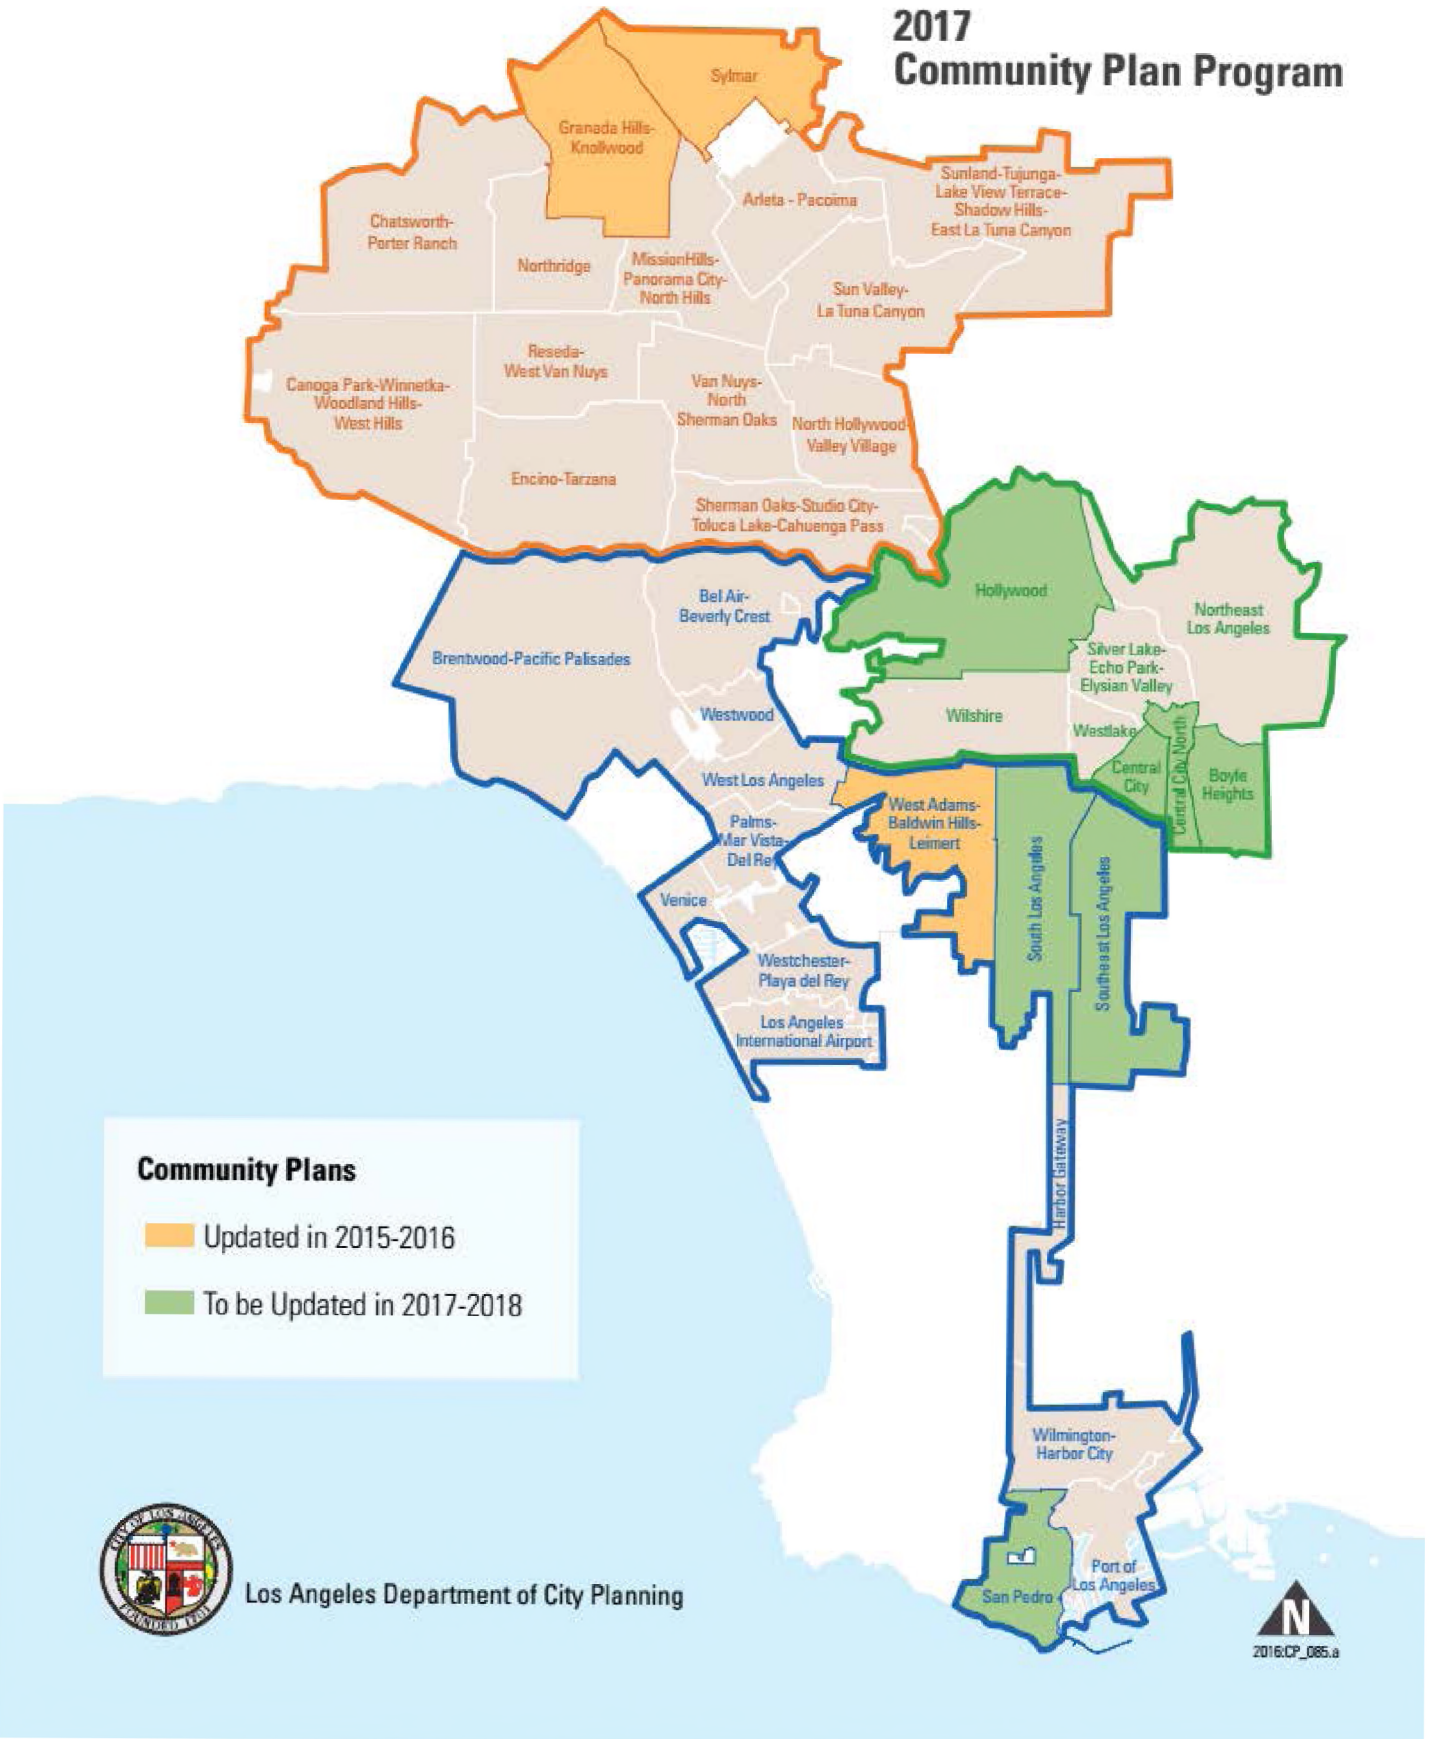 2017
Community Plan Program
Sylmar
Granada Hills-
Knollwood
Sunland-Tujunga-
Lake View Terrace-
Shadow Hills-
East La Tuna Canyon
Arleta - Pacoima
Chatsworth-
Porter Ranch
Northridge
MissionHills-
Panorama City-
North Hills
Sun Valley-
La Tuna Canyon
Reseda-
West Van Nuys
Canoga Park-Winnetka-
Woodland Hills-
West Hills
Van Nuys-
North
Sherman Oaks
North Hollywood-
Valley Village
Encino-Tarzana
Sherman Oaks-Studio City-
Toluca Lake-Cahuenga Pass
Hollywood
Bel Air-
Beverly Crest
Northeast
Los Angeles
Brentwood-Pacific Palisades
Silver Lake-
Echo Park-
Elysian Valley
Westwood
Wilshire
Westlake
Central City North
Central
City
Boyle
Heights
West Los Angeles
West Adams-
Baldwin Hills-
Leimert
Palms-
Mar Vista-
Del Rey
South Los Angeles
Southeast Los Angeles
Venice
Westchester-
Playa del Rey
Los Angeles
International Airport
Harbor Gateway
Community Plans
Updated in 2015-2016
To be Updated in 2017-2018
Wilmington-
Harbor City
Port of
Los Angeles
San Pedro
CITY OF LOS ANGELES
FOUNDED 1781
Los Angeles Department of City Planning
N
2016:CP_085.a